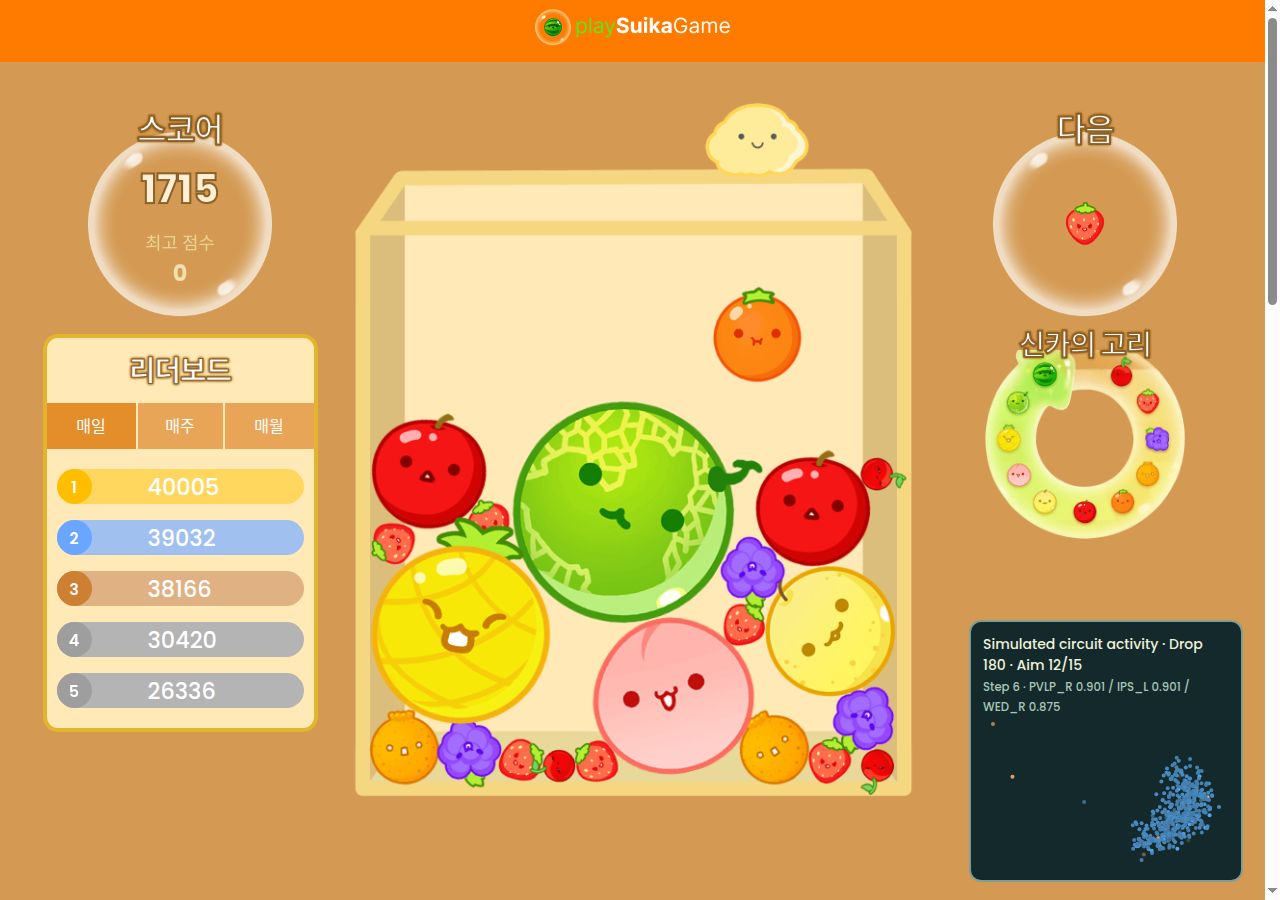 playSuikaGame
스코어
1715
최고 점수
0
다음
신카의 고리
리더보드
매일 매주 매월
1 40005
2 39032
3 38166
4 30420
5 26336
Simulated circuit activity · Drop
180 · Aim 12/15
Step 6 · PVLP_R 0.901 / IPS_L 0.901 /
WED_R 0.875